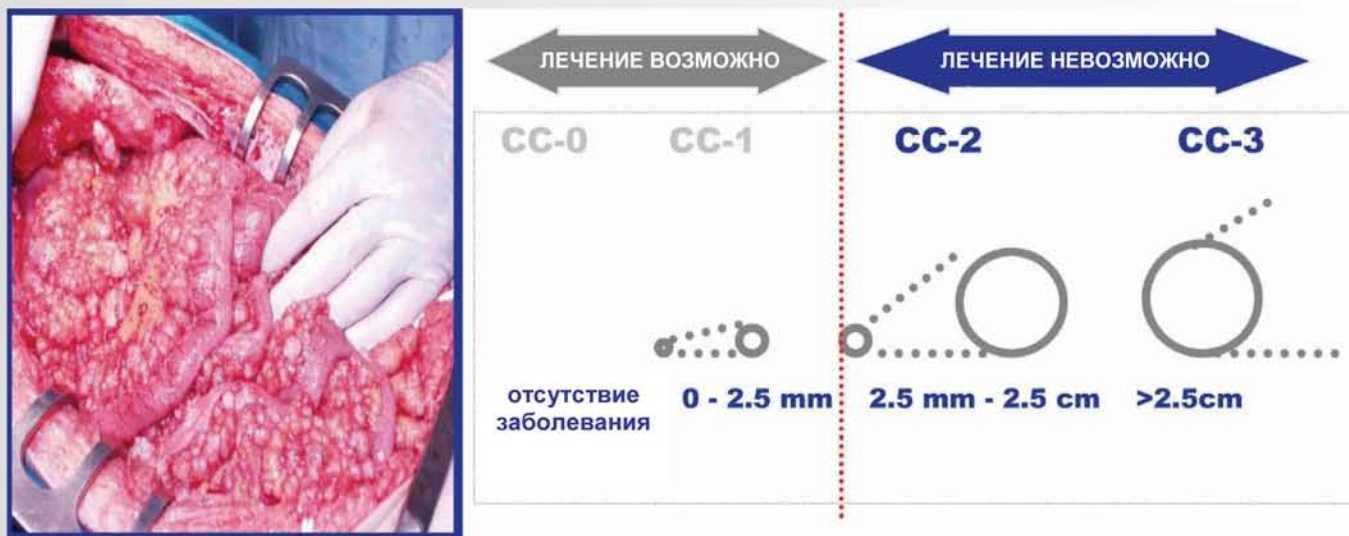 ЛЕЧЕНИЕ ВОЗМОЖНО
ЛЕЧЕНИЕ НЕВОЗМОЖНО
CC-0
CC-1
CC-2
CC-3
отсутствие
заболевания
0 - 2.5 mm
2.5 mm - 2.5 cm
>2.5cm